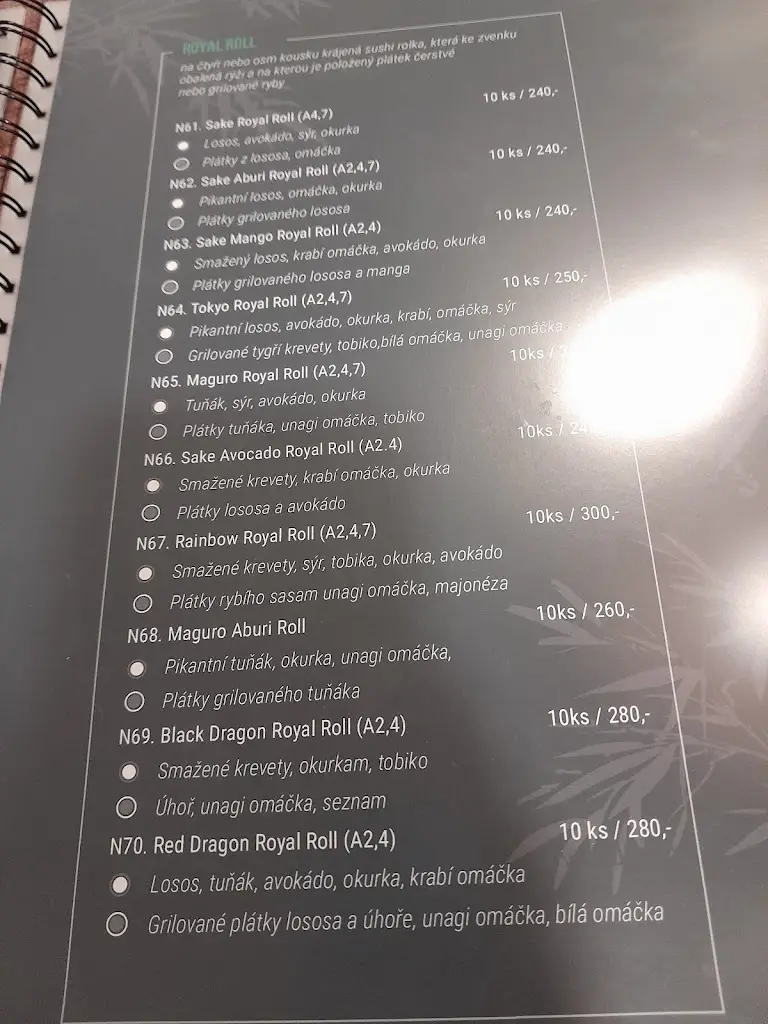 ROYAL ROLL
na čtyři nebo osm kousku krájená sushi rolka, která ke zvenku
obalená rýži a na kterou je položený plátek čerstvé
nebo grilované ryby
N61. Sake Royal Roll (A4,7) 10 ks / 240,-
Losos, avokádo, sýr, okurka
Plátky z lososa, omáčka
N62. Sake Aburi Royal Roll (A2,4,7) 10 ks / 240,-
Pikantní losos, omáčka, okurka
Plátky grilovaného lososa
N63. Sake Mango Royal Roll (A2,4) 10 ks / 240,-
Smažený losos, krabí omáčka, avokádo, okurka
Plátky grilovaného lososa a manga
N64. Tokyo Royal Roll (A2,4,7) 10 ks / 250,-
Pikantní losos, avokádo, okurka, krabí, omáčka, sýr
Grilované tygří krevety, tobiko,bílá omáčka, unagi omáčka
N65. Maguro Royal Roll (A2,4,7) 10ks /
Tuňák, sýr, avokádo, okurka
Plátky tuňáka, unagi omáčka, tobiko
N66. Sake Avocado Royal Roll (A2.4) 10ks / 24
Smažené krevety, krabí omáčka, okurka
Plátky lososa a avokádo
N67. Rainbow Royal Roll (A2,4,7) 10ks / 300,-
Smažené krevety, sýr, tobika, okurka, avokádo
Plátky rybího sasam unagi omáčka, majonéza
N68. Maguro Aburi Roll 10ks / 260,-
Pikantní tuňák, okurka, unagi omáčka,
Plátky grilovaného tuňáka
N69. Black Dragon Royal Roll (A2,4) 10ks / 280,-
Smažené krevety, okurkam, tobiko
Úhoř, unagi omáčka, seznam
N70. Red Dragon Royal Roll (A2,4) 10 ks / 280,-
Losos, tuňák, avokádo, okurka, krabí omáčka
Grilované plátky lososa a úhoře, unagi omáčka, bílá omáčka